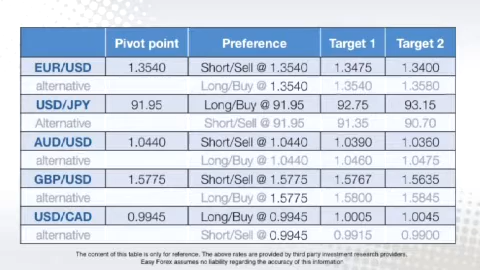 Pivot point Preference Target 1 Target 2
EUR/USD 1.3540 Short/Sell @ 1.3540 1.3475 1.3400
alternative Long/Buy @ 1.3540 1.3540 1.3580
USD/JPY 91.95 Long/Buy @ 91.95 92.75 93.15
Alternative Short/Sell @ 91.95 91.35 90.70
AUD/USD 1.0440 Short/Sell @ 1.0440 1.0390 1.0360
alternative Long/Buy @ 1.0440 1.0460 1.0475
GBP/USD 1.5775 Short/Sell @ 1.5775 1.5767 1.5635
alternative Long/Buy @ 1.5775 1.5800 1.5845
USD/CAD 0.9945 Long/Buy @ 0.9945 1.0005 1.0045
alternative Short/Sell @ 0.9945 0.9915 0.9900
The content of this table is only for reference. The above rates are provided by third party investment research providers.
Easy Forex assumes no liability regarding the accuracy of this information.